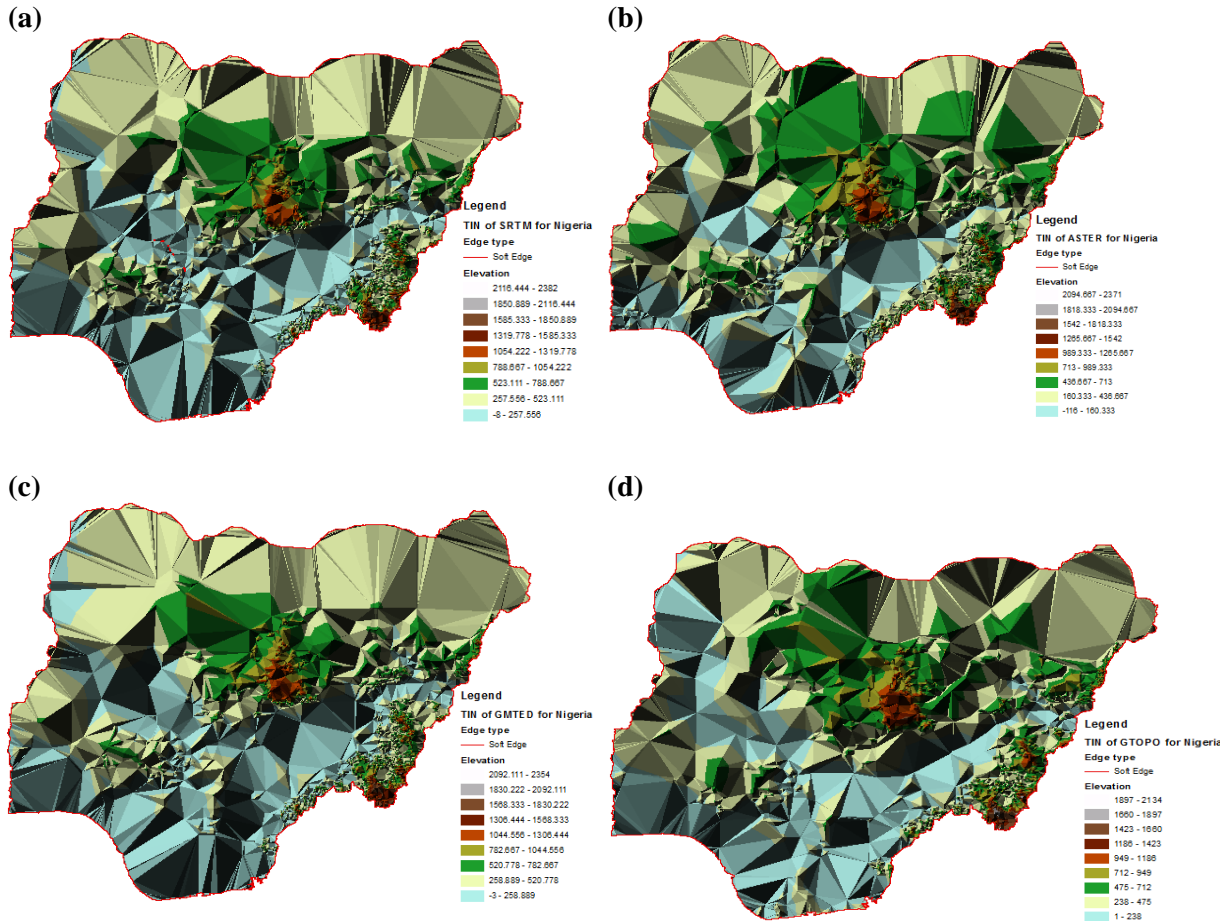 (a)
Legend
TIN of SRTM for Nigeria
Edge type
Soft Edge
Elevation
2116.444 - 2382
1850.889 - 2116.444
1585.333 - 1850.889
1319.778 - 1585.333
1054.222 - 1319.778
788.667 - 1054.222
523.111 - 788.667
257.556 - 523.111
-8 - 257.556
(b)
Legend
TIN of ASTER for Nigeria
Edge type
Soft Edge
Elevation
2094.667 - 2371
1818.333 - 2094.667
1542 - 1818.333
1265.667 - 1542
989.333 - 1265.667
713 - 989.333
436.667 - 713
160.333 - 436.667
-116 - 160.333
(c)
Legend
TIN of GMTED for Nigeria
Edge type
Soft Edge
Elevation
2092.111 - 2354
1830.222 - 2092.111
1568.333 - 1830.222
1306.444 - 1568.333
1044.556 - 1306.444
782.667 - 1044.556
520.778 - 782.667
258.889 - 520.778
-3 - 258.889
(d)
Legend
TIN of GTOPO for Nigeria
Edge type
Soft Edge
Elevation
1897 - 2134
1660 - 1897
1423 - 1660
1186 - 1423
949 - 1186
712 - 949
475 - 712
238 - 475
1 - 238